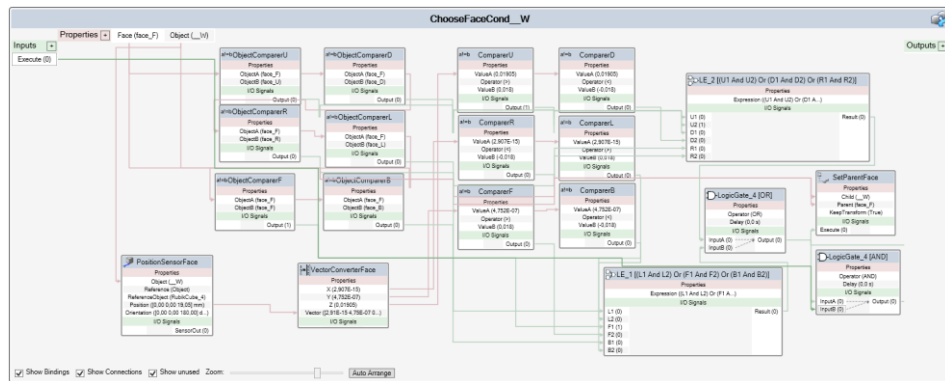 ChooseFaceCond__W
Properties + Face (face_F) Object (__W)
Inputs +
Execute (0)
Outputs +
a!=b ObjectComparerU
Properties
ObjectA (face_F)
ObjectB (face_U)
I/O Signals
Output (0)
a!=b ObjectComparerD
Properties
ObjectA (face_F)
ObjectB (face_D)
I/O Signals
Output (0)
a!=b ObjectComparerR
Properties
ObjectA (face_F)
ObjectB (face_R)
I/O Signals
Output (0)
a!=b ObjectComparerL
Properties
ObjectA (face_F)
ObjectB (face_L)
I/O Signals
Output (0)
a!=b ObjectComparerF
Properties
ObjectA (face_F)
ObjectB (face_F)
I/O Signals
Output (1)
a!=b ObjectComparerB
Properties
ObjectA (face_F)
ObjectB (face_B)
I/O Signals
Output (0)
a!=b ComparerU
Properties
ValueA (0,01905)
ValueB (0,018)
I/O Signals
Output (1)
a!=b ComparerD
Properties
ValueA (0,01905)
Operator (<)
ValueB (-0,018)
I/O Signals
Output (0)
a!=b ComparerR
Properties
ValueA (2,907E-15)
Operator (<)
ValueB (-0,018)
I/O Signals
Output (0)
ComparerL
Properties
ValueA (2,907E-15)
ValueB (0,018)
I/O Signals
Output (0)
a!=b ComparerF
Properties
ValueA (4,752E-07)
ValueB (0,018)
I/O Signals
Output (0)
a!=b ComparerB
Properties
ValueA (4,752E-07)
Operator (<)
ValueB (-0,018)
I/O Signals
Output (0)
LE_2 [(U1 And U2) Or (D1 And D2) Or (R1 And R2)]
Properties
Expression ((U1 And U2) Or (D1 A...)
I/O Signals
U1 (0)
U2 (1)
D1 (0)
D2 (0)
R1 (0)
R2 (0)
Result (0)
SetParentFace
Properties
Child (__W)
Parent (face_F)
KeepTransform (True)
I/O Signals
Execute (0)
LogicGate_4 [OR]
Properties
Operator (OR)
Delay (0,0 s)
I/O Signals
InputA (0) Output (0)
InputB (0)
LogicGate_4 [AND]
Properties
Operator (AND)
Delay (0,0 s)
I/O Signals
InputA (0) Output (0)
InputB (0)
PositionSensorFace
Properties
Object (__W)
Reference (Object)
ReferenceObject (RubikCube_4)
Position ([0,00 0,00 19,05] mm)
Orientation ([0,00 0,00 180,00] d...
I/O Signals
SensorOut (0)
VectorConverterFace
Properties
X (2,907E-15)
Y (4,752E-07)
Z (0,01905)
I/O Signals
LE_1 [(L1 And L2) Or (F1 And F2) Or (B1 And B2)]
Properties
Expression ((L1 And L2) Or (F1 A...)
I/O Signals
L1 (0)
L2 (0)
F1 (1)
F2 (0)
B1 (0)
B2 (0)
Result (0)
Show Bindings Show Connections Show unused Zoom: Auto Arrange